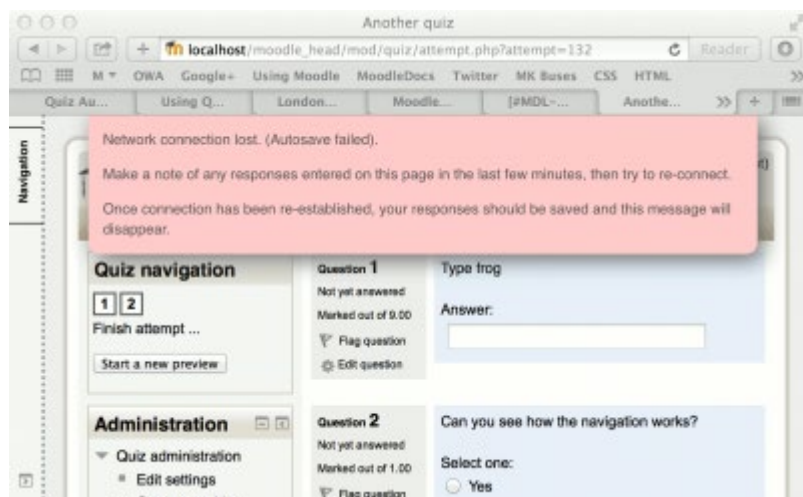 Another quiz
localhost/moodle_head/mod/quiz/attempt.php?attempt=132
Reader
M
OWA
Google+
Using Moodle
MoodleDocs
Twitter
MK Buses
CSS
HTML
Quiz Au...
Using Q...
London...
Moodle...
[#MDL-...
Anothe...
Navigation
Network connection lost. (Autosave failed).
Make a note of any responses entered on this page in the last few minutes, then try to re-connect.
Once connection has been re-established, your responses should be saved and this message will
disappear.
Quiz navigation
1 2
Finish attempt ...
Start a new preview
Question 1
Not yet answered
Marked out of 9.00
Flag question
Edit question
Type frog
Answer:
Administration
Quiz administration
Edit settings
Question 2
Not yet answered
Marked out of 1.00
Flag question
Can you see how the navigation works?
Select one:
Yes